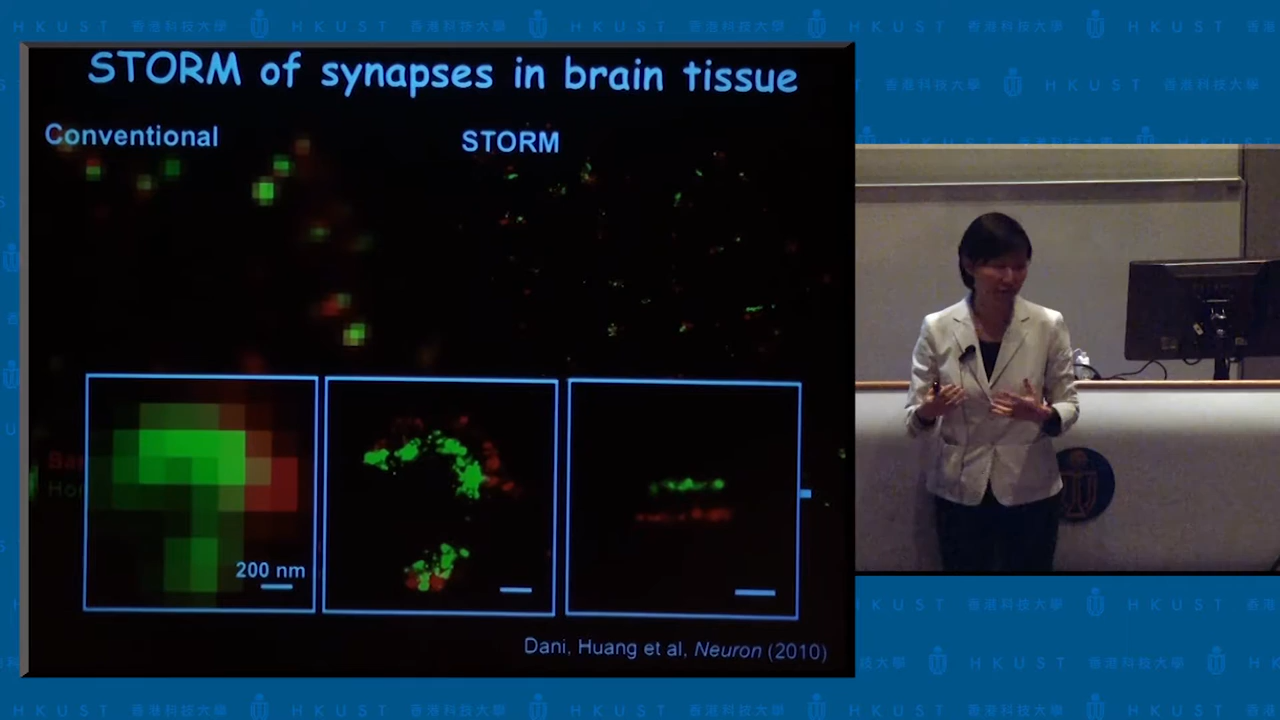 STORM of synapses in brain tissue
Conventional
STORM
200 nm
Dani, Huang et al, Neuron (2010)
HKUST 香港科技大學